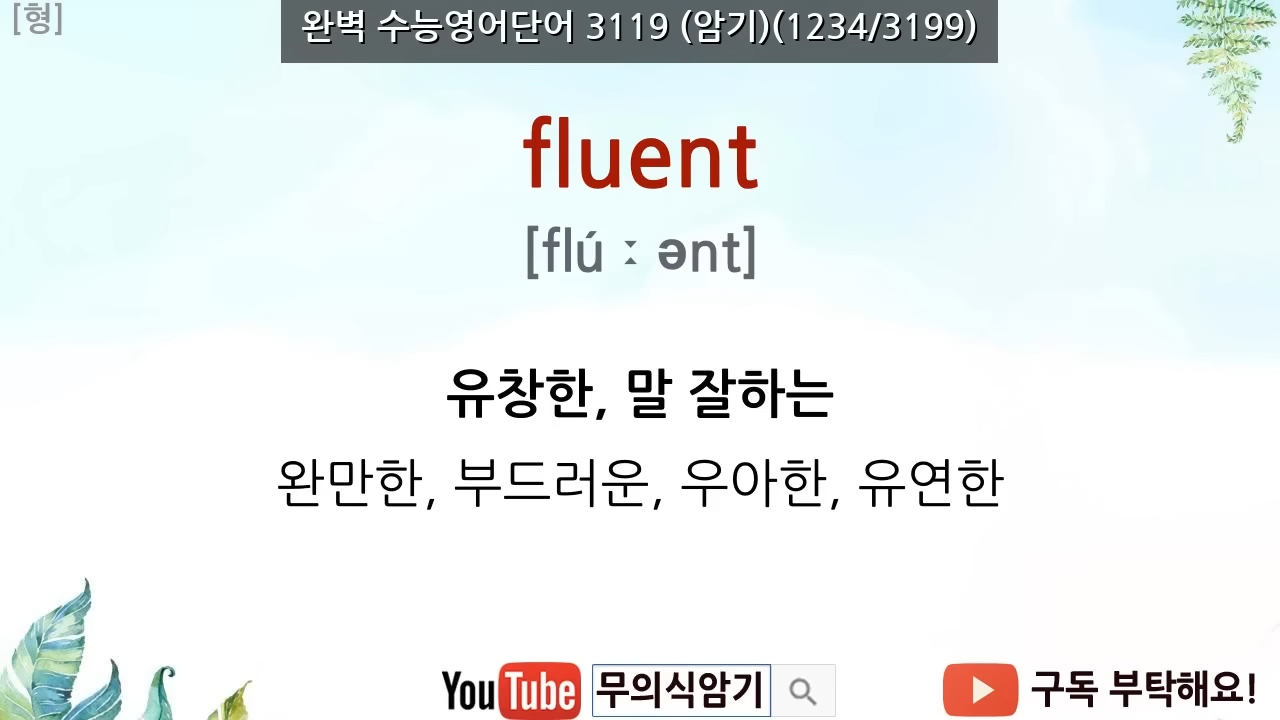 [형]
완벽 수능영어단어 3119 (암기)(1234/3199)
fluent
[flúːənt]
유창한, 말 잘하는
완만한, 부드러운, 우아한, 유연한
YouTube 무의식암기
구독 부탁해요!